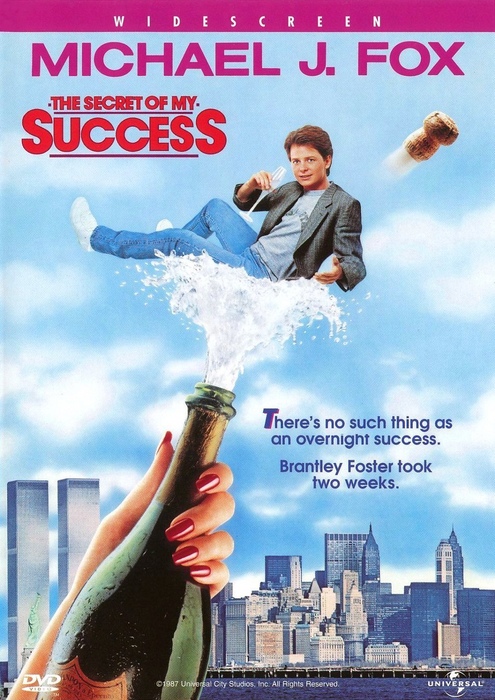 WIDESCREEN
MICHAEL J. FOX
·THE SECRET OF MY·
SUCCESS
There's no such thing as
an overnight success.
Brantley Foster took
two weeks.
DVD
VIDEO
©1987 Universal City Studios, Inc. All Rights Reserved.
UNIVERSAL